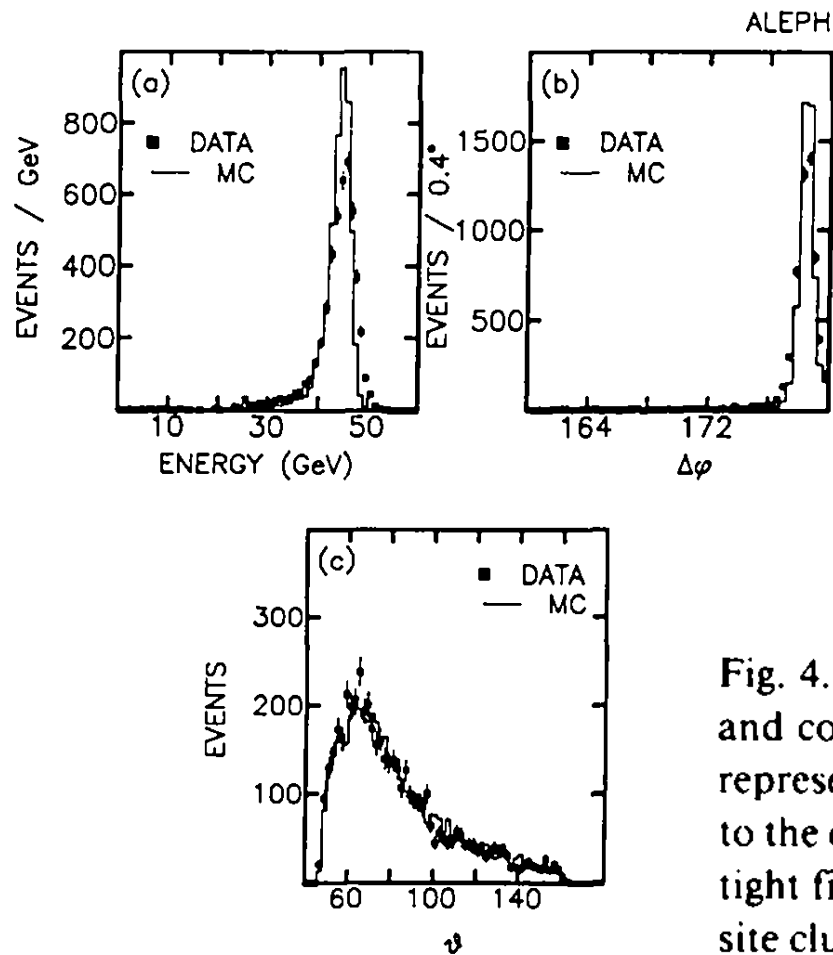 ALEPH
(a)
DATA
MC
EVENTS / GeV
800
600
400
200
10
30
50
ENERGY (GeV)
(b)
DATA
MC
EVENTS / 0.4°
1500
1000
500
164
172
Δφ
(c)
DATA
MC
EVENTS
300
200
100
60
100
140
ϑ
Fig. 4.
and co
represe
to the
tight fi
site clu